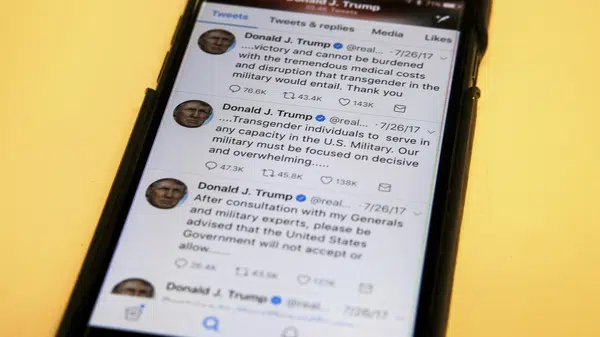 Donald J. Trump
Tweets
Tweets & replies
Media
Likes
Donald J. Trump @real... 7/26/17
....victory and cannot be burdened
with the tremendous medical costs
and disruption that transgender in the
military would entail. Thank you
76.6K 43.4K 143K
Donald J. Trump @real... 7/26/17
....Transgender individuals to serve in
any capacity in the U.S. Military. Our
military must be focused on decisive
and overwhelming.....
47.3K 45.8K 138K
Donald J. Trump @real... 7/26/17
After consultation with my Generals
and military experts, please be
advised that the United States
Government will not accept or
allow......
Donald J. Trump @real... 7/26/17